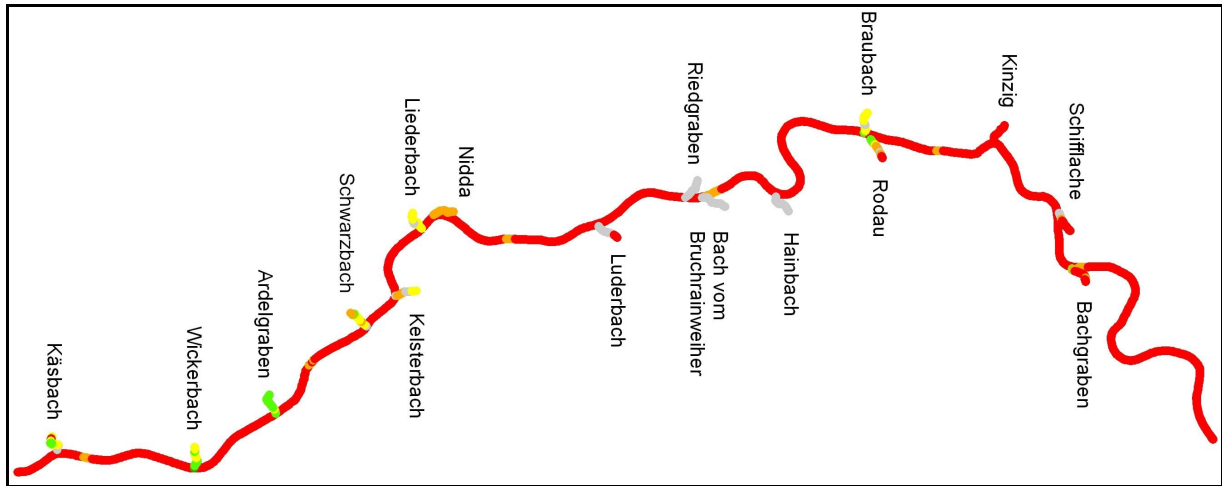 Käsbach
Wickerbach
Ardelgraben
Schwarzbach
Liederbach
Kelsterbach
Nidda
Luderbach
Riedgraben
Bach vom
Bruchrainweiher
Hainbach
Braubach
Rodau
Kinzig
Schifflache
Bachgraben